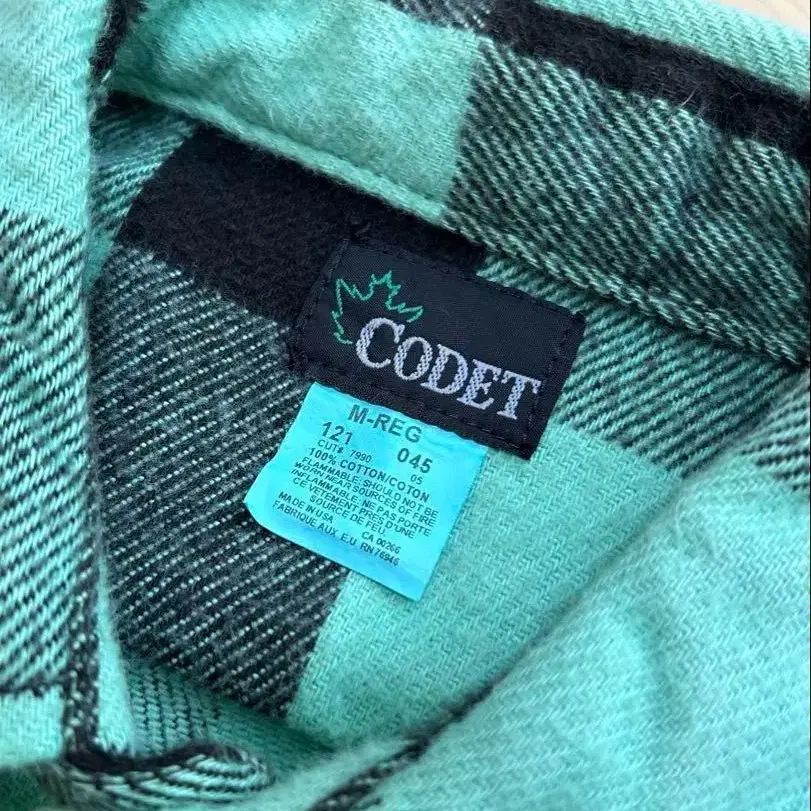 CODET
M-REG
121 045
CUT# 7990 05
100% COTTON/COTON
FLAMMABLE: SHOULD NOT BE
WORN NEAR SOURCES OF FIRE
INFLAMMABLE: NE PAS PORTE
CE VETEMENT PRES D'UNE
SOURCE DE FEU
MADE IN USA CA 00266
FABRIQUE AUX E.U. RN 76946